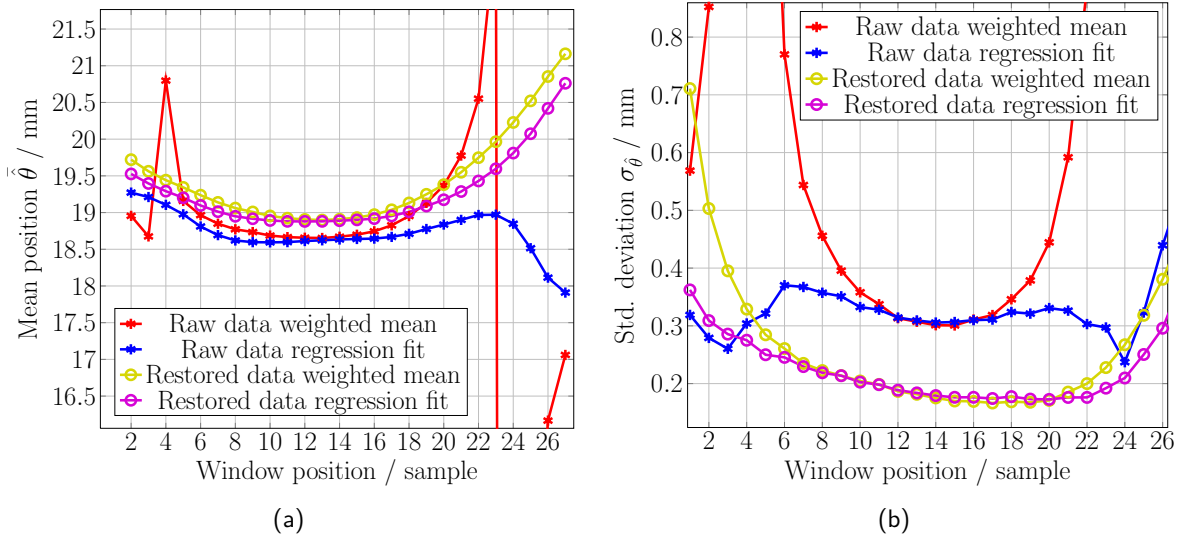 21.5
21
20.5
20
19.5
19
18.5
18
17.5
17
16.5
Mean position \bar{θ} / mm
Raw data weighted mean
Raw data regression fit
Restored data weighted mean
Restored data regression fit
2 4 6 8 10 12 14 16 18 20 22 24 26
Window position / sample
(a)
0.8
0.7
0.6
0.5
0.4
0.3
0.2
Std. deviation σ_{\hat{θ}} / mm
Raw data weighted mean
Raw data regression fit
Restored data weighted mean
Restored data regression fit
2 4 6 8 10 12 14 16 18 20 22 24 26
Window position / sample
(b)